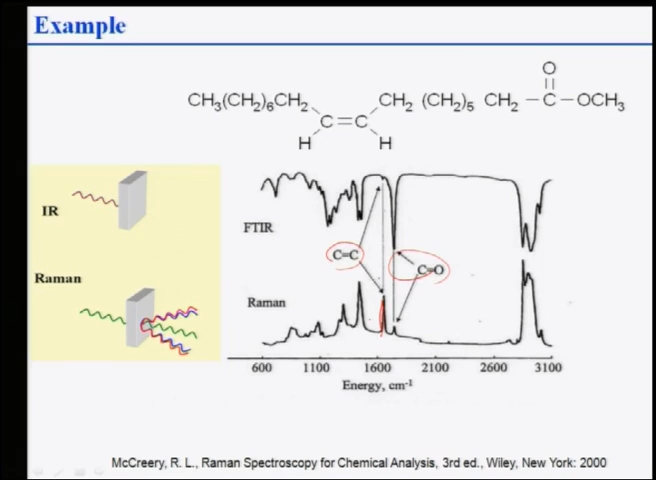 Example
O
CH3(CH2)6CH2 CH2 (CH2)5 CH2 – C – OCH3
C = C
H H
IR
FTIR
C=C
C=O
Raman
Raman
600 1100 1600 2100 2600 3100
Energy, cm-1
McCreery, R. L., Raman Spectroscopy for Chemical Analysis, 3rd ed., Wiley, New York: 2000